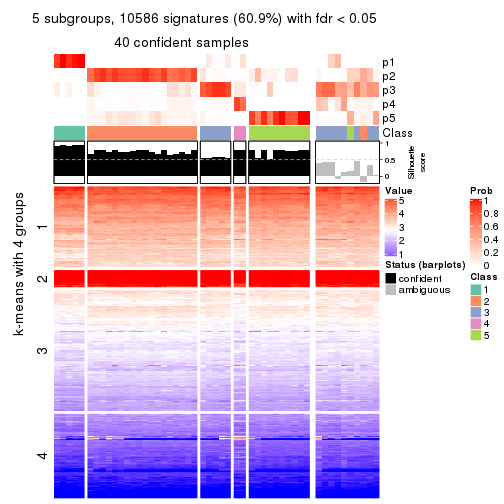 5 subgroups, 10586 signatures (60.9%) with fdr < 0.05
40 confident samples
p1
p2
p3
p4
p5
Class
1
0.5
0
Silhouette
score
k-means with 4 groups
1
2
3
4
Value
5
4
3
2
1
Status (barplots)
confident
ambiguous
Prob
1
0.8
0.6
0.4
0.2
0
Class
1
2
3
4
5